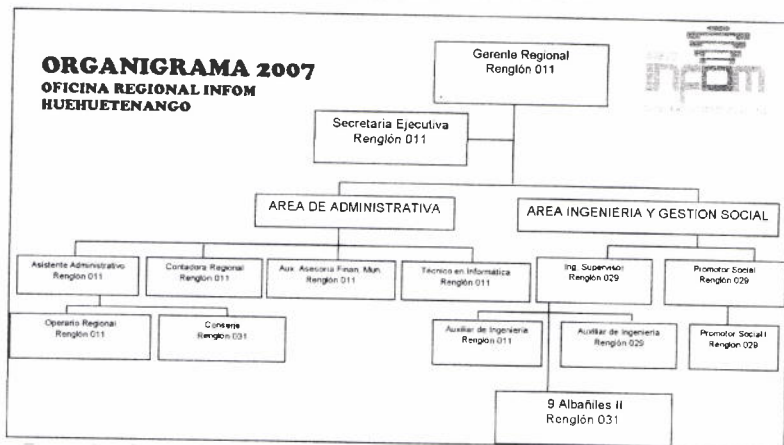 ORGANIGRAMA 2007
OFICINA REGIONAL INFOM
HUEHUETENANGO
Gerente Regional
Renglón 011
infom
Secretaria Ejecutiva
Renglón 011
AREA DE ADMINISTRATIVA
AREA INGENIERIA Y GESTION SOCIAL
Asistente Administrativo
Renglón 011
Contadora Regional
Renglón 011
Aux. Asesoria Finan. Mun.
Renglón 011
Técnico en Informática
Renglón 011
Ing. Supervisor
Renglón 029
Promotor Social
Renglón 029
Operario Regional
Renglón 011
Conserje
Renglón 031
Auxiliar de Ingeniería
Renglón 011
Auxiliar de Ingeniería
Renglón 029
Promotor Social I
Renglón 029
9 Albañiles II
Renglón 031